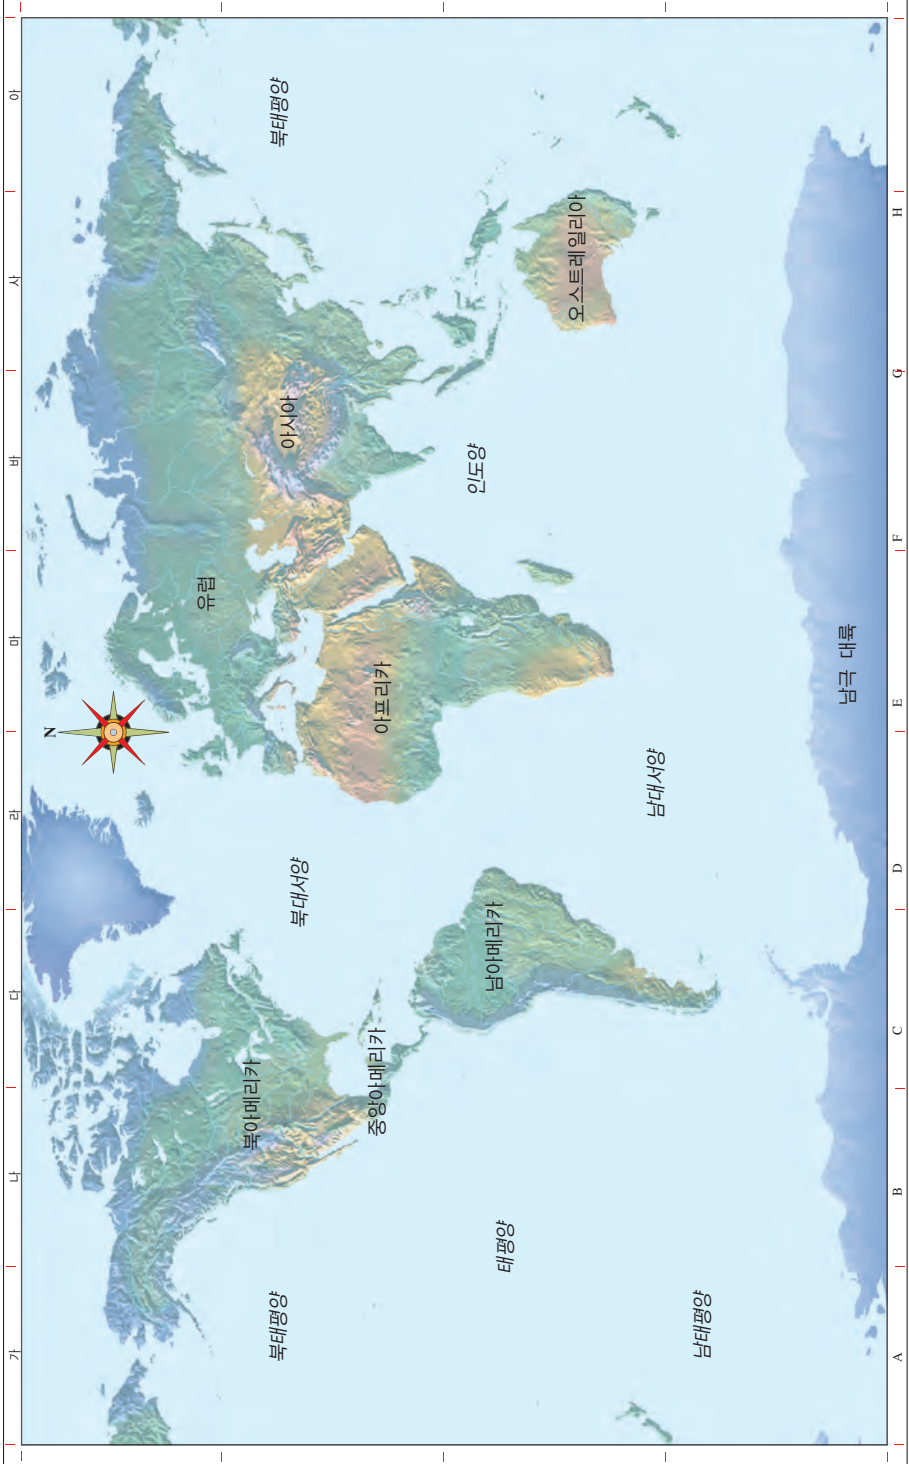 가 나 다 라 마 바 사 아
N
유럽
북아메리카
북태평양
북태평양
아시아
북대서양
중앙아메리카
아프리카
인도양
남아메리카
태평양
오스트레일리아
남대서양
남태평양
남극 대륙
A B C D E F G H